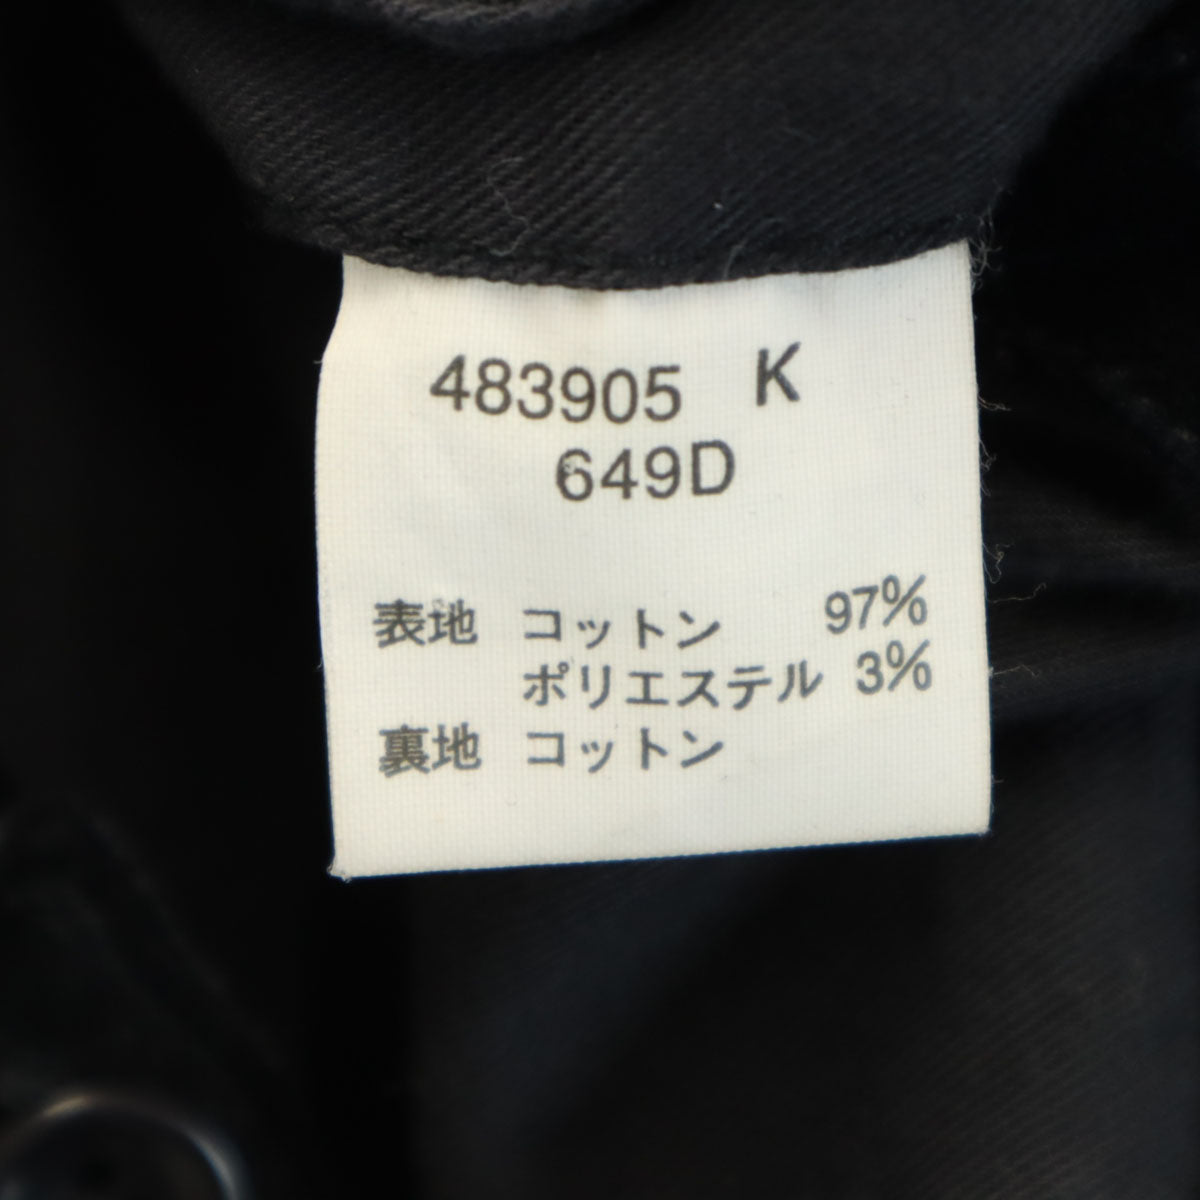 483905 K
649D
表地 コットン 97%
ポリエステル 3%
裏地 コットン